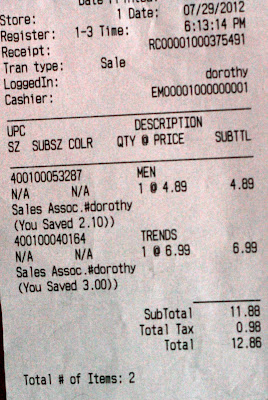 Date Printed:
Store: 1 Date: 07/29/2012
Register: 1-3 Time: 6:13:14 PM
Receipt: RC00001000375491
Tran type: Sale
LoggedIn: dorothy
Cashier: EM00001000000001
UPC DESCRIPTION
SZ SUBSZ COLR QTY @ PRICE SUBTTL
400100053287 MEN
N/A N/A 1 @ 4.89 4.89
Sales Assoc.#dorothy
(You Saved 2.10))
400100040164 TRENDS
N/A N/A 1 @ 6.99 6.99
Sales Assoc.#dorothy
(You Saved 3.00))
SubTotal 11.88
Total Tax 0.98
Total 12.86
Total # of Items: 2